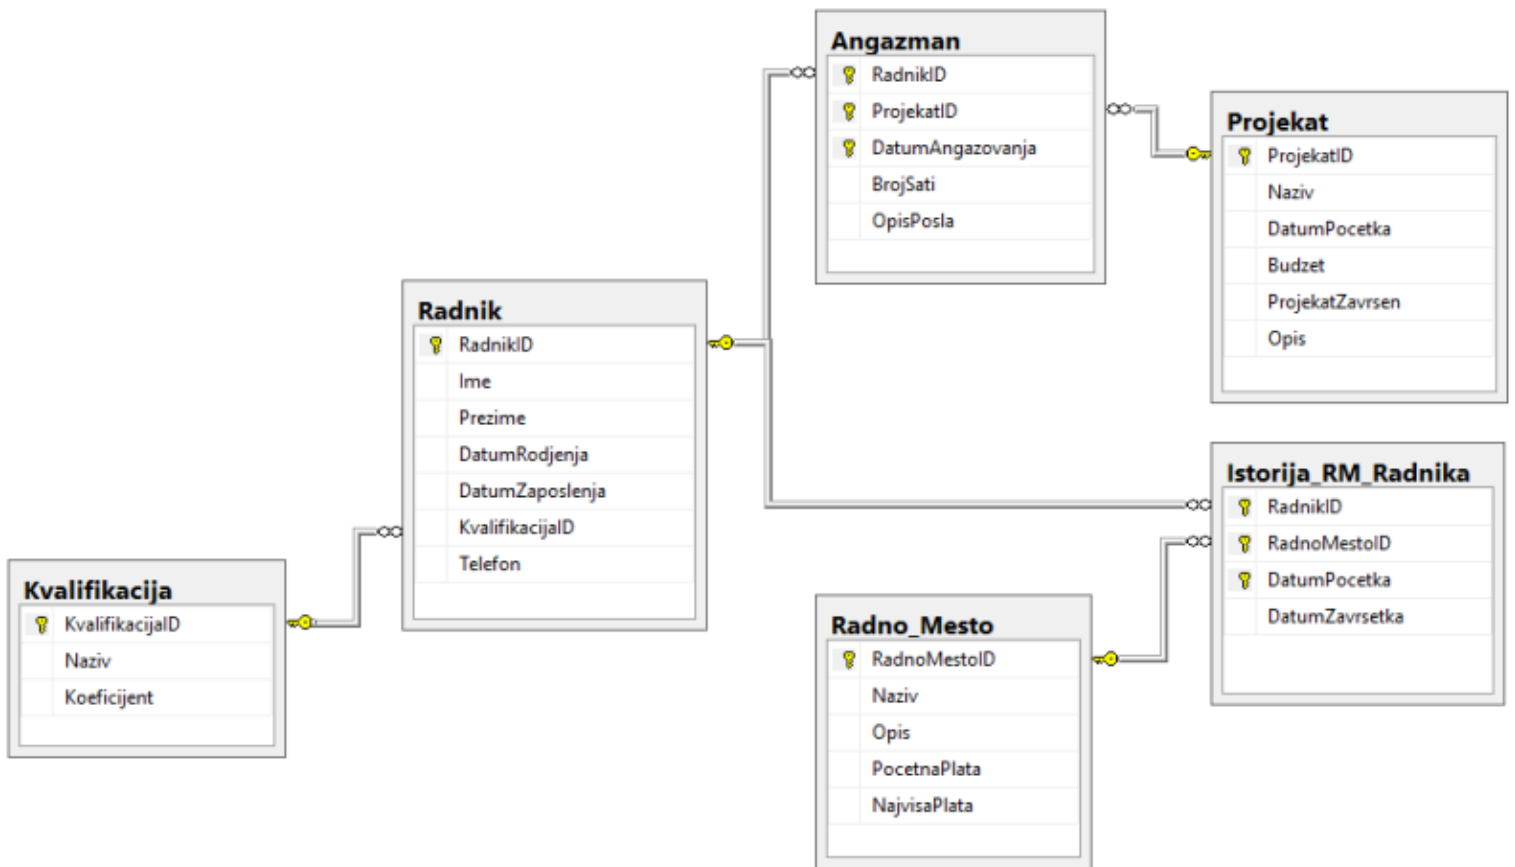 Angazman
RadnikID
ProjekatID
DatumAngazovanja
BrojSati
OpisPosla
Projekat
ProjekatID
Naziv
DatumPocetka
Budzet
ProjekatZavrsen
Opis
Radnik
RadnikID
Ime
Prezime
DatumRodjenja
DatumZaposlenja
KvalifikacijaID
Telefon
Istorija_RM_Radnika
RadnikID
RadnoMestoID
DatumPocetka
DatumZavrsetka
Kvalifikacija
KvalifikacijaID
Naziv
Koeficijent
Radno_Mesto
RadnoMestoID
Naziv
Opis
PocetnaPlata
NajvisaPlata